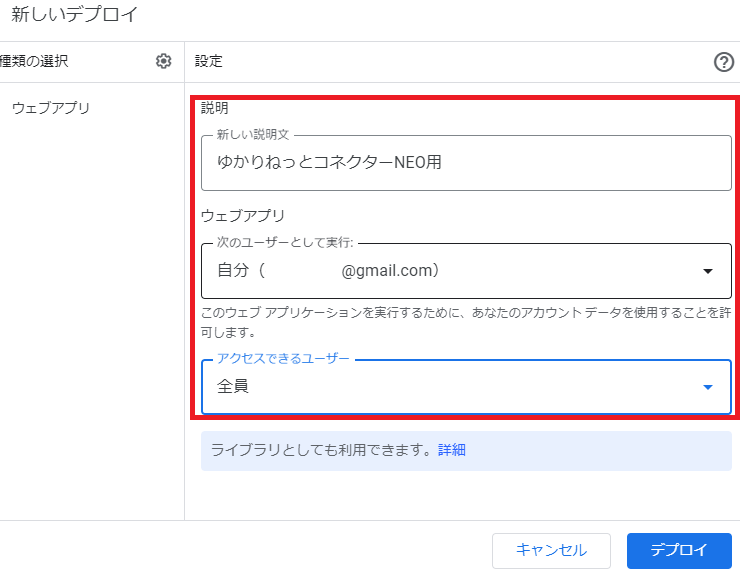 新しいデプロイ
種類の選択
設定
ウェブアプリ
説明
新しい説明文
ゆかりねっとコネクターNEO用
ウェブアプリ
次のユーザーとして実行:
自分（ @gmail.com）
このウェブ アプリケーションを実行するために、あなたのアカウント データを使用することを許
可します。
アクセスできるユーザー
全員
ライブラリとしても利用できます。詳細
キャンセル
デプロイ